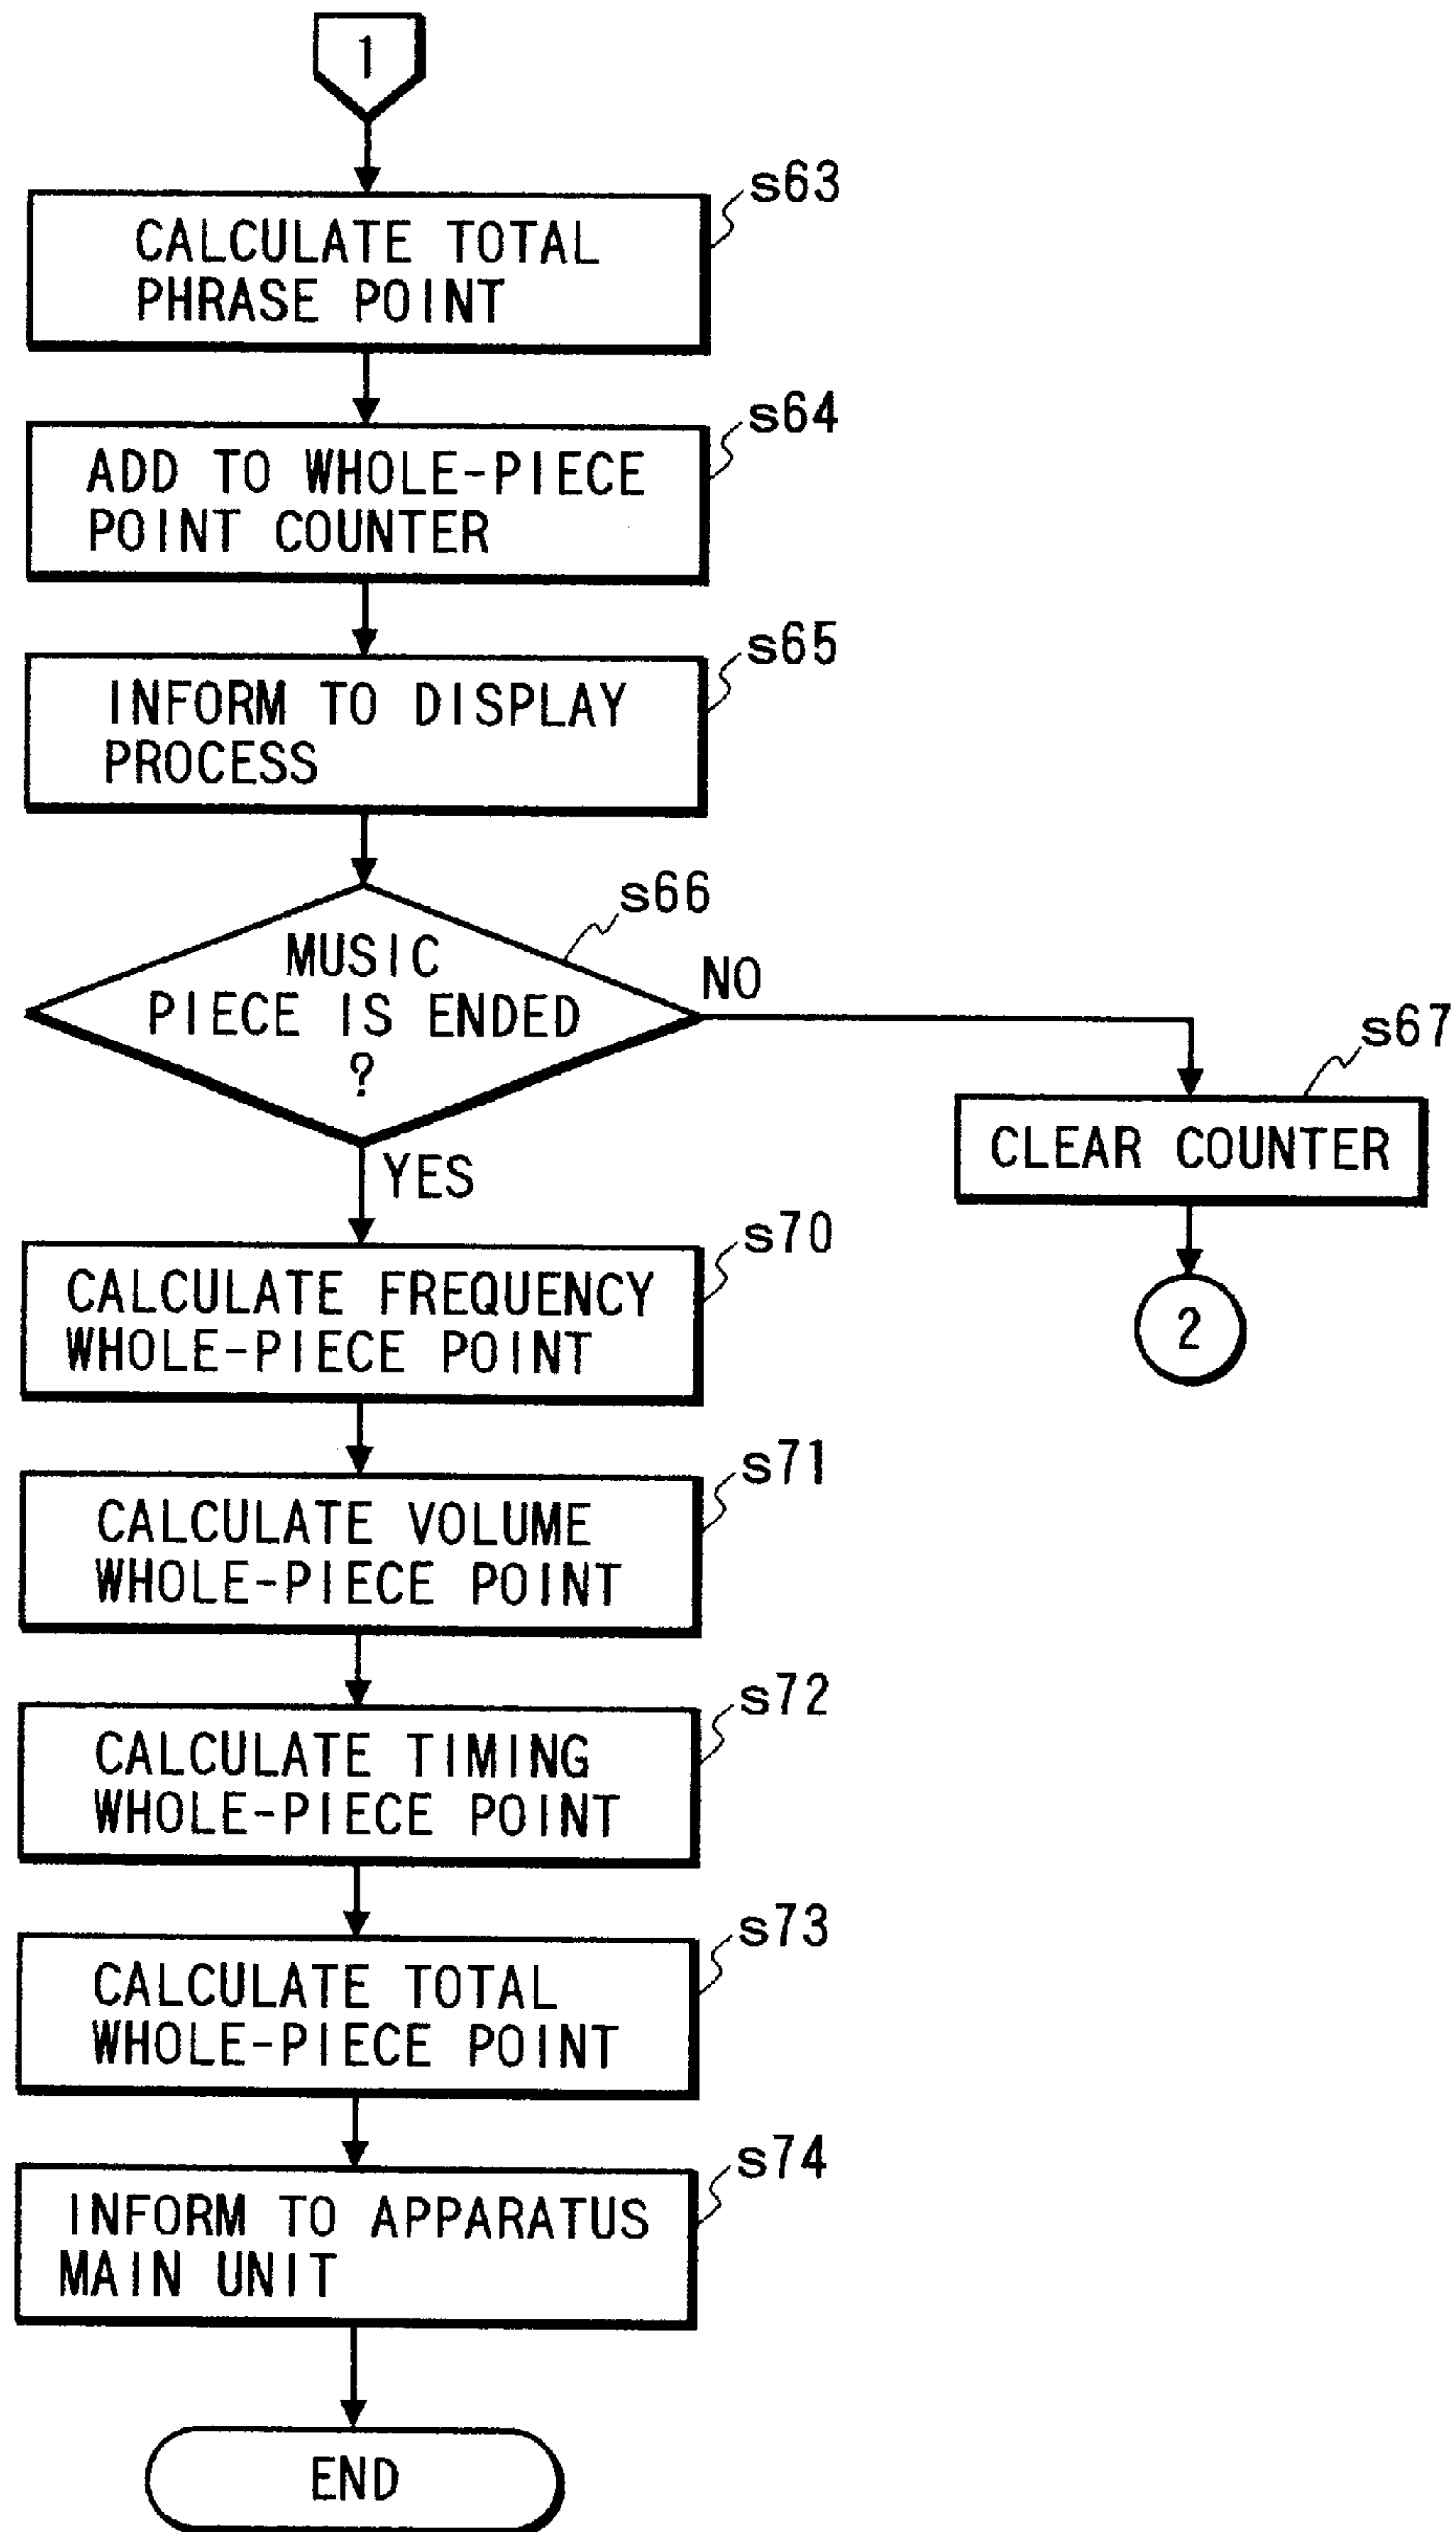 1
s63
CALCULATE TOTAL
PHRASE POINT
s64
ADD TO WHOLE-PIECE
POINT COUNTER
s65
INFORM TO DISPLAY
PROCESS
s66
MUSIC
PIECE IS ENDED
?
NO
s67
CLEAR COUNTER
2
YES
s70
CALCULATE FREQUENCY
WHOLE-PIECE POINT
s71
CALCULATE VOLUME
WHOLE-PIECE POINT
s72
CALCULATE TIMING
WHOLE-PIECE POINT
s73
CALCULATE TOTAL
WHOLE-PIECE POINT
s74
INFORM TO APPARATUS
MAIN UNIT
END